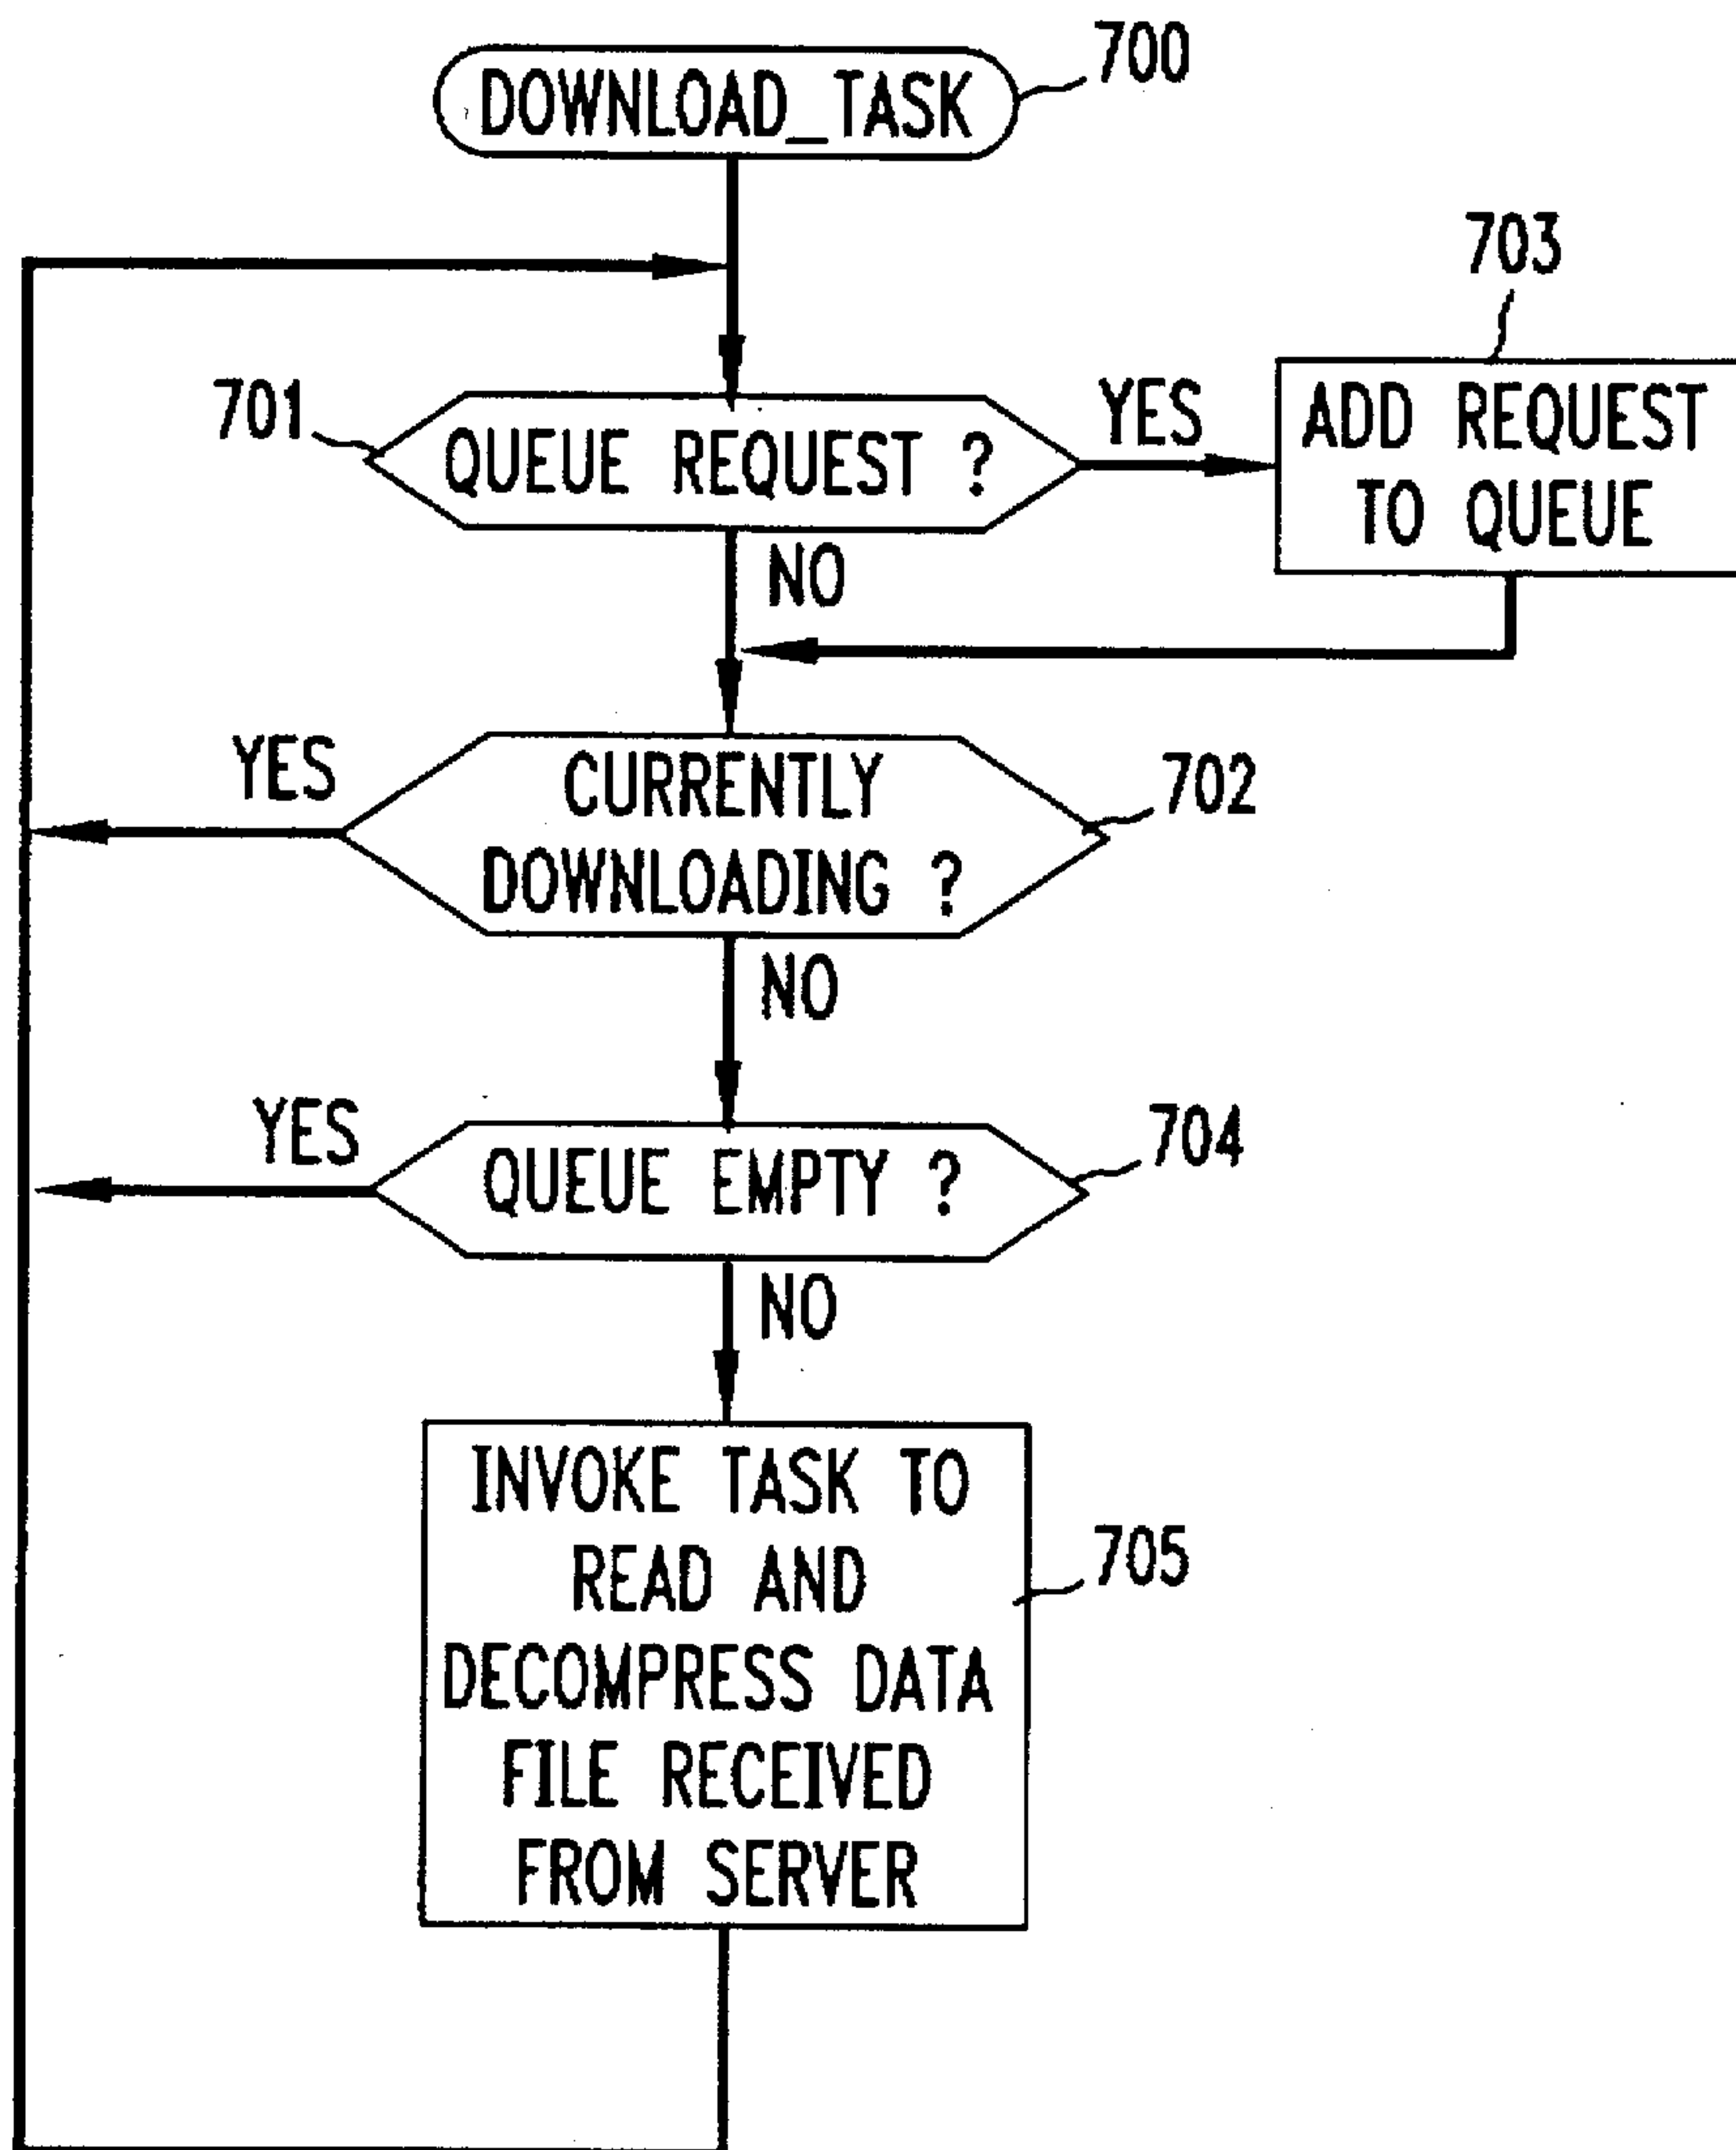 DOWNLOAD_TASK
700
703
701
QUEUE REQUEST ?
YES
ADD REQUEST
TO QUEUE
NO
YES
CURRENTLY
DOWNLOADING ?
702
NO
YES
QUEUE EMPTY ?
704
NO
INVOKE TASK TO
READ AND
DECOMPRESS DATA
FILE RECEIVED
FROM SERVER
705